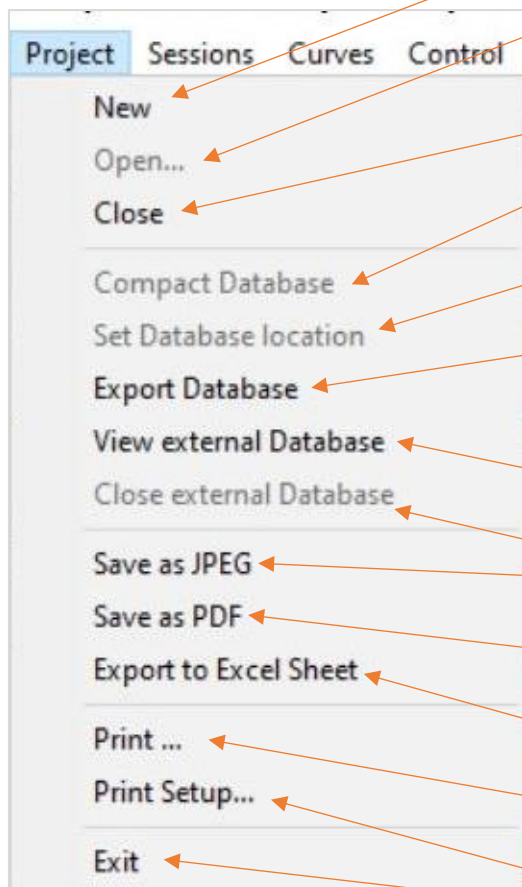 Project Sessions Curves Control
New
Open...
Close
Compact Database
Set Database location
Export Database
View external Database
Close external Database
Save as JPEG
Save as PDF
Export to Excel Sheet
Print ...
Print Setup...
Exit